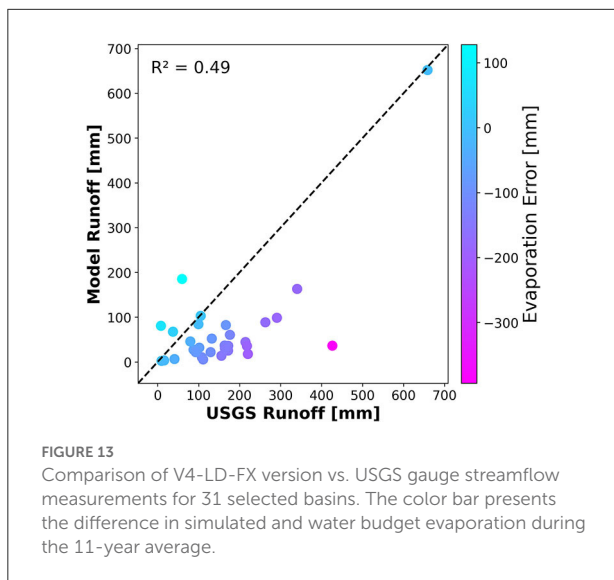 R² = 0.49
Model Runoff [mm]
700
600
500
400
300
200
100
0
0 100 200 300 400 500 600 700
USGS Runoff [mm]
100
0
−100
−200
−300
Evaporation Error [mm]
FIGURE 13
Comparison of V4-LD-FX version vs. USGS gauge streamflow
measurements for 31 selected basins. The color bar presents
the difference in simulated and water budget evaporation during
the 11-year average.